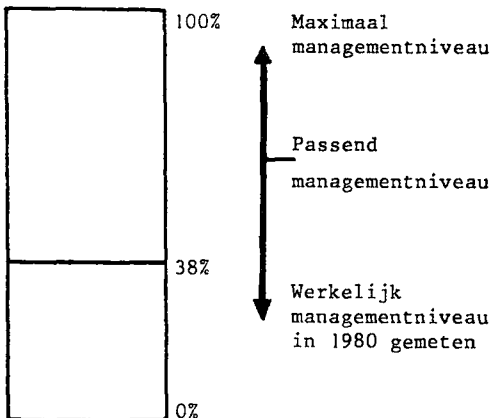 100%
Maximaal
managementniveau
Passend
managementniveau
38%
Werkelijk
managementniveau
in 1980 gemeten
0%